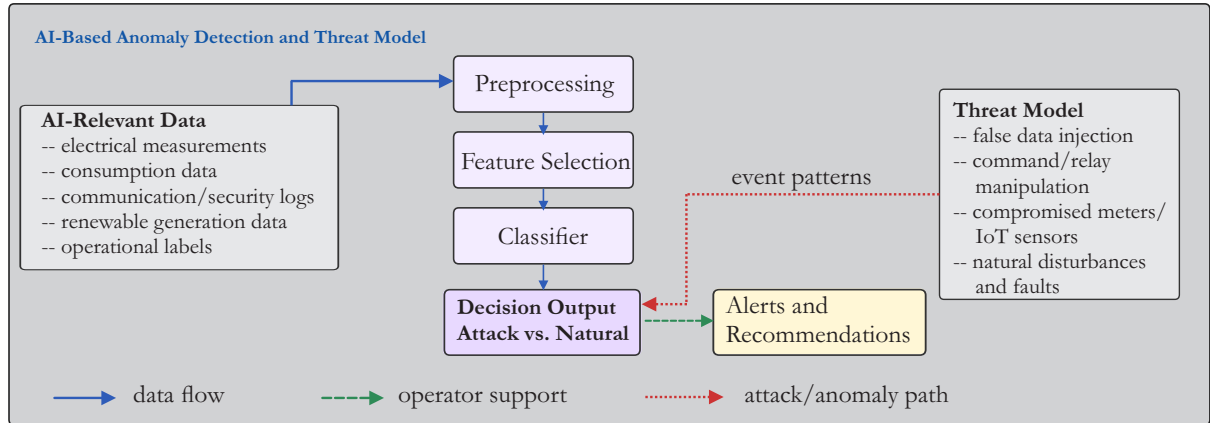 AI-Based Anomaly Detection and Threat Model
Preprocessing
AI-Relevant Data
-- electrical measurements
-- consumption data
-- communication/security logs
-- renewable generation data
-- operational labels
Feature Selection
Classifier
Decision Output
Attack vs. Natural
event patterns
Threat Model
-- false data injection
-- command/relay
manipulation
-- compromised meters/
IoT sensors
-- natural disturbances
and faults
Alerts and
Recommendations
data flow
operator support
attack/anomaly path